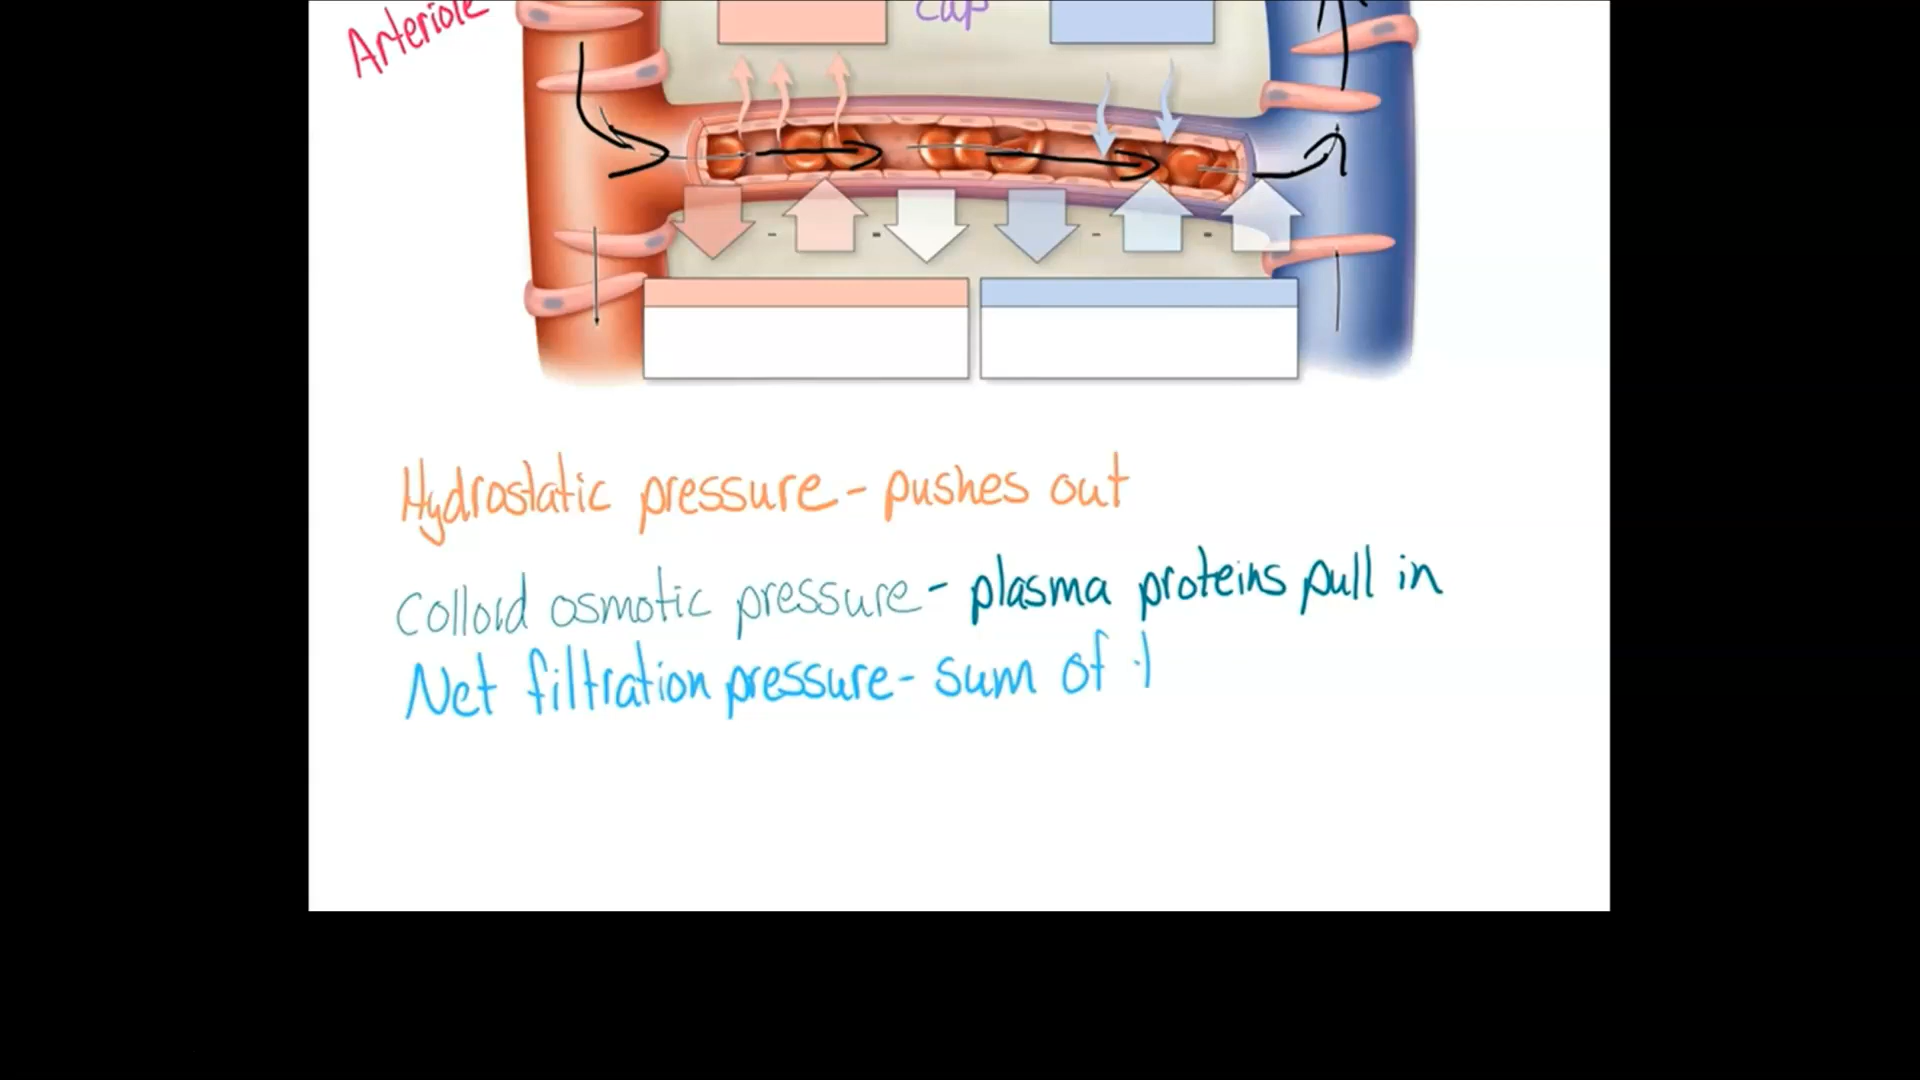 Arteriole
Cap
Hydrostatic pressure - pushes out
Colloid osmotic pressure - plasma proteins pull in
Net filtration pressure - sum of